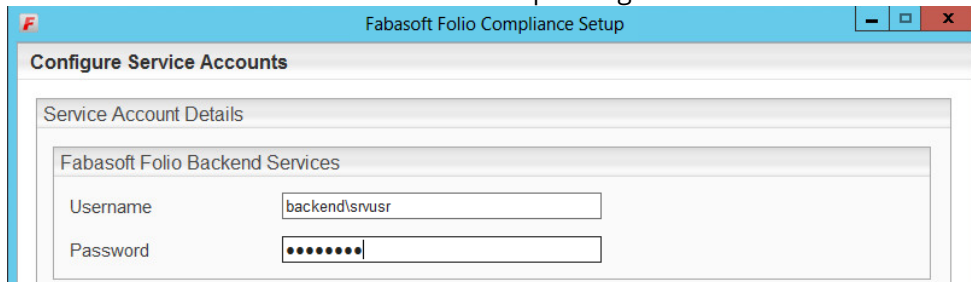 Fabasoft Folio Compliance Setup
Configure Service Accounts
Service Account Details
Fabasoft Folio Backend Services
Username backend\srvusr
Password ●●●●●●●●